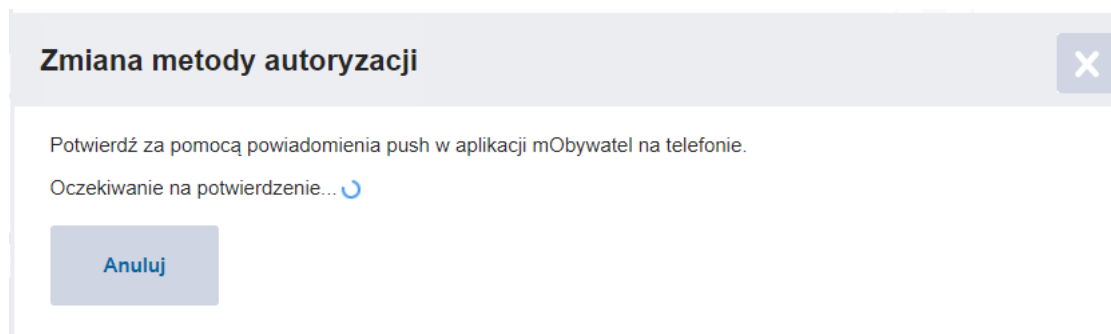 Zmiana metody autoryzacji
Potwierdź za pomocą powiadomienia push w aplikacji mObywatel na telefonie.
Oczekiwanie na potwierdzenie...
Anuluj